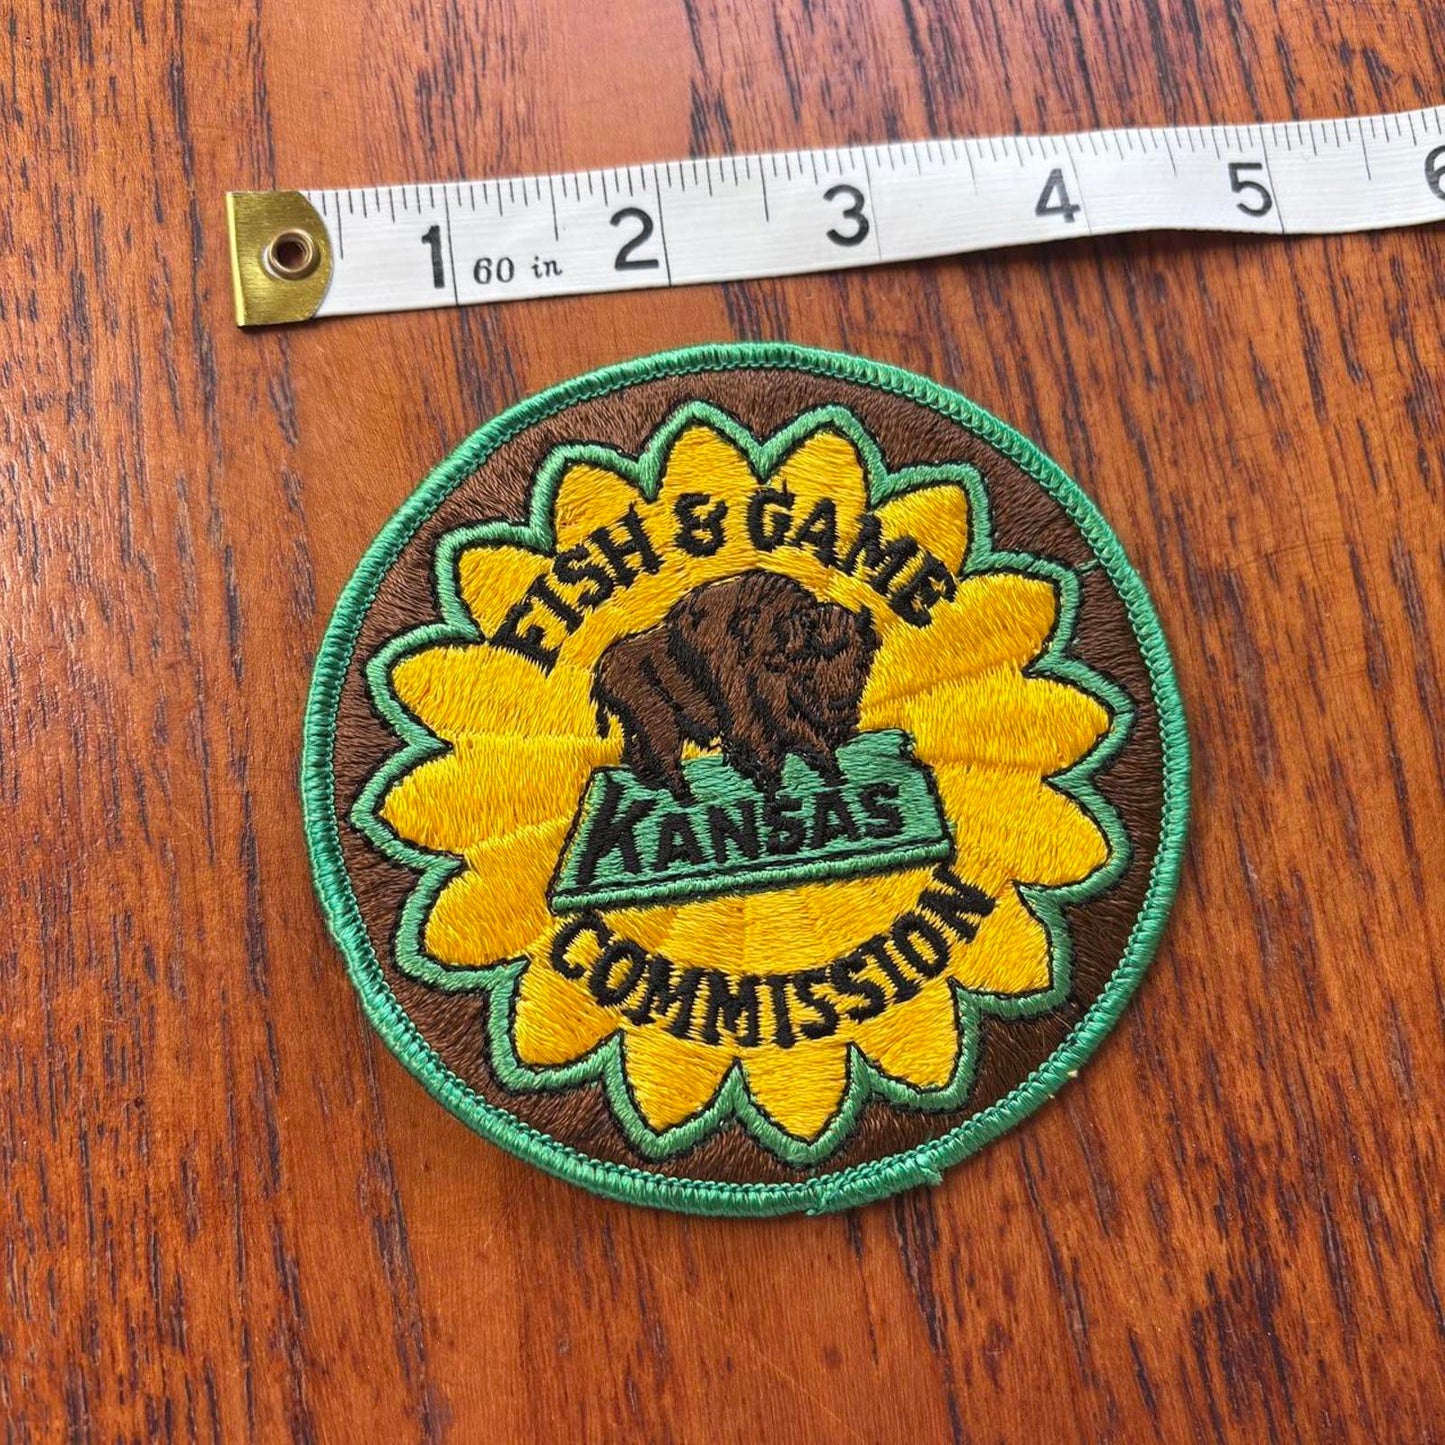 1 60 in 2 3 4 5 6
FISH & GAME
KANSAS
COMMISSION